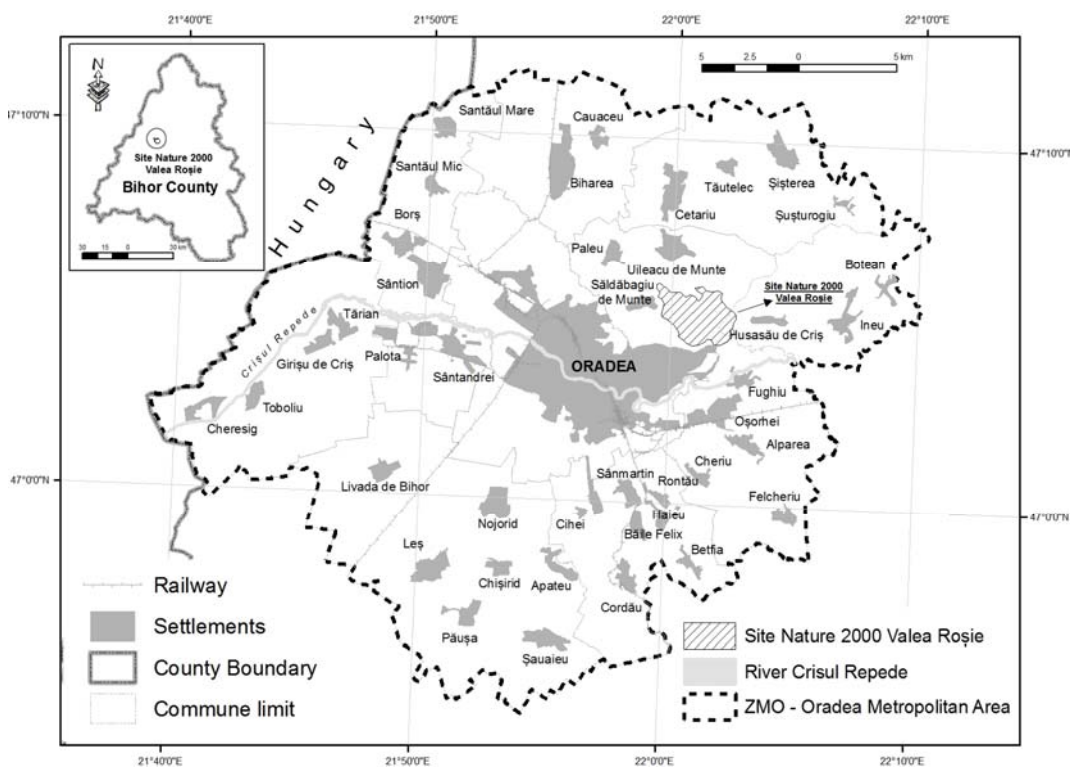 21°40'0"E
21°50'0"E
22°0'0"E
22°10'0"E
N
Site Nature 2000
Valea Roșie
Bihor County
30 15 0 30 km
5 2.5 0 5 km
47°10'0"N
47°10'0"N
Hungary
Santăul Mare
Cauaceu
Santăul Mic
Biharea
Tăutelec
Șișterea
Cetariu
Șușturogiu
Borș
Paleu
Uileacu de Munte
Botean
Sântion
Săldăbagiu
de Munte
Site Nature 2000
Valea Roșie
Ineu
Husasău de Criș
Tărian
Crișul Repede
Palota
Girișu de Criș
Sântandrei
ORADEA
Fughiu
Toboliu
Cheresig
Oșorhei
Alparea
Cheriu
Sânmartin
Rontău
47°0'0"N
Livada de Bihor
Felcheriu
Nojorid
Cihei
Haieu
47°0'0"N
Băile Felix
Leș
Betfia
Chișirid
Apateu
Cordău
Păușa
Șauaieu
Railway
Settlements
County Boundary
Commune limit
Site Nature 2000 Valea Roșie
River Crisul Repede
ZMO - Oradea Metropolitan Area
21°40'0"E
21°50'0"E
22°0'0"E
22°10'0"E